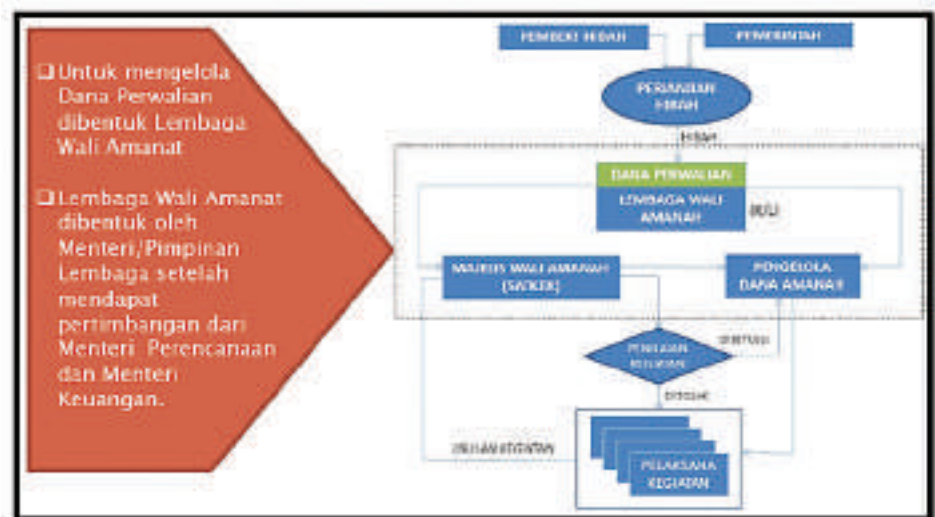 Untuk mengelola
Dana Perwalian
dibentuk Lembaga
Wali Amanat
Lembaga Wali Amanat
dibentuk oleh
Menteri/Pimpinan
Lembaga setelah
mendapat
pertimbangan dari
Menteri Perencanaan
dan Menteri
Keuangan.
PEMBERI HIBAH
PEMERINTAH
PERJANJIAN
HIBAH
HIBAH
DANA PERWALIAN
LEMBAGA WALI
AMANAH
MAJELIS WALI AMANAH
(SATKER)
PENGELOLA
DANA AMANAH
PENILAIAN
KEGIATAN
DISETUJUI
DITOLAK
USULAN KEGIATAN
PELAKSANA
KEGIATAN